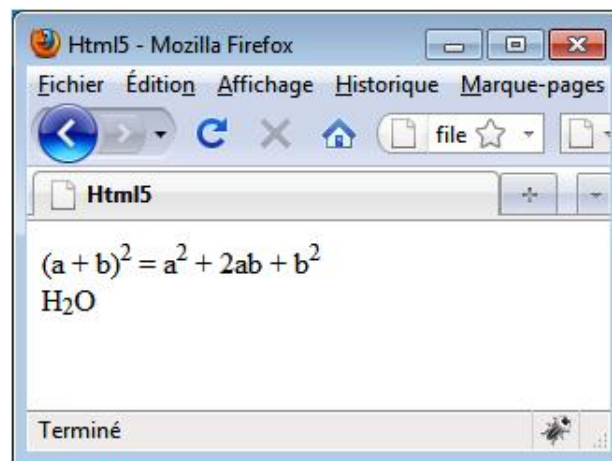 Html5 - Mozilla Firefox
Fichier Édition Affichage Historique Marque-pages
file
Html5
(a + b)² = a² + 2ab + b²
H₂O
Terminé